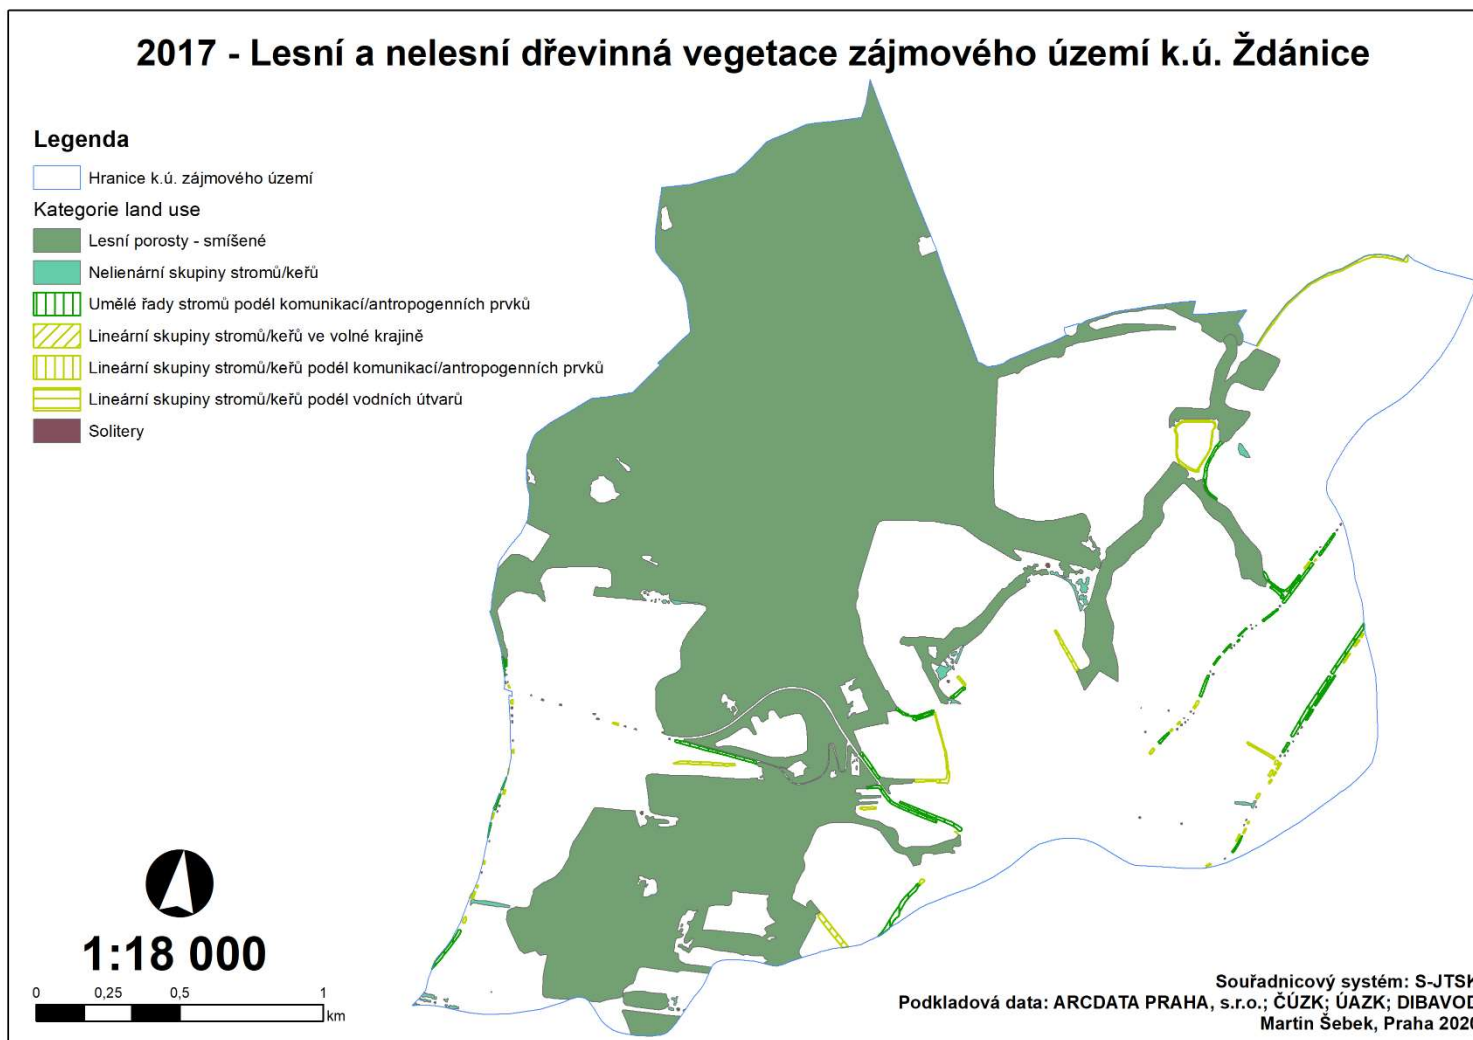 2017 - Lesní a nelesní dřevinná vegetace zájmového území k.ú. Ždánice
Legenda
Hranice k.ú. zájmového území
Kategorie land use
Lesní porosty - smíšené
Nelienární skupiny stromů/keřů
Umělé řady stromů podél komunikací/antropogenních prvků
Lineární skupiny stromů/keřů ve volné krajině
Lineární skupiny stromů/keřů podél komunikací/antropogenních prvků
Lineární skupiny stromů/keřů podél vodních útvarů
Solitery
1:18 000
0 0,25 0,5 1
km
Souřadnicový systém: S-JTSK
Podkladová data: ARCDATA PRAHA, s.r.o.; ČÚZK; ÚAZK; DIBAVOD
Martin Šebek, Praha 2020